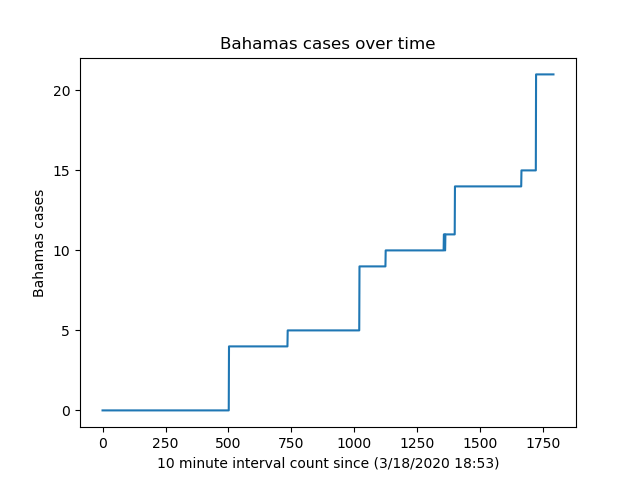 Bahamas cases over time
Bahamas cases
20
15
10
5
0
0 250 500 750 1000 1250 1500 1750
10 minute interval count since (3/18/2020 18:53)